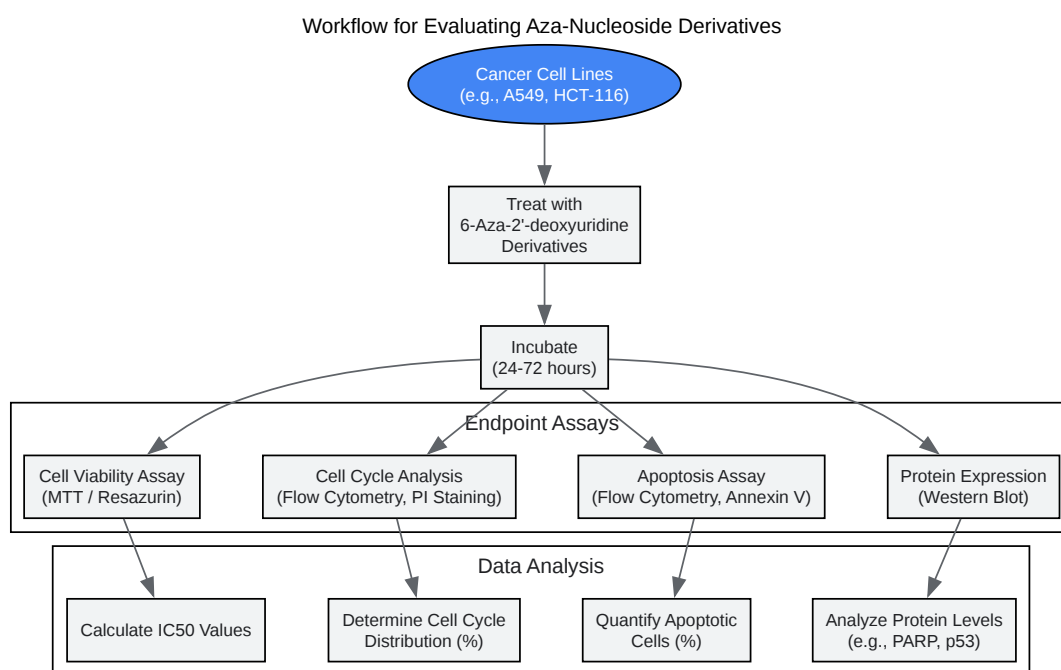 Workflow for Evaluating Aza-Nucleoside Derivatives
Cancer Cell Lines
(e.g., A549, HCT-116)
Treat with
6-Aza-2'-deoxyuridine
Derivatives
Incubate
(24-72 hours)
Endpoint Assays
Cell Viability Assay
(MTT / Resazurin)
Cell Cycle Analysis
(Flow Cytometry, PI Staining)
Apoptosis Assay
(Flow Cytometry, Annexin V)
Protein Expression
(Western Blot)
Data Analysis
Calculate IC50 Values
Determine Cell Cycle
Distribution (%)
Quantify Apoptotic
Cells (%)
Analyze Protein Levels
(e.g., PARP, p53)